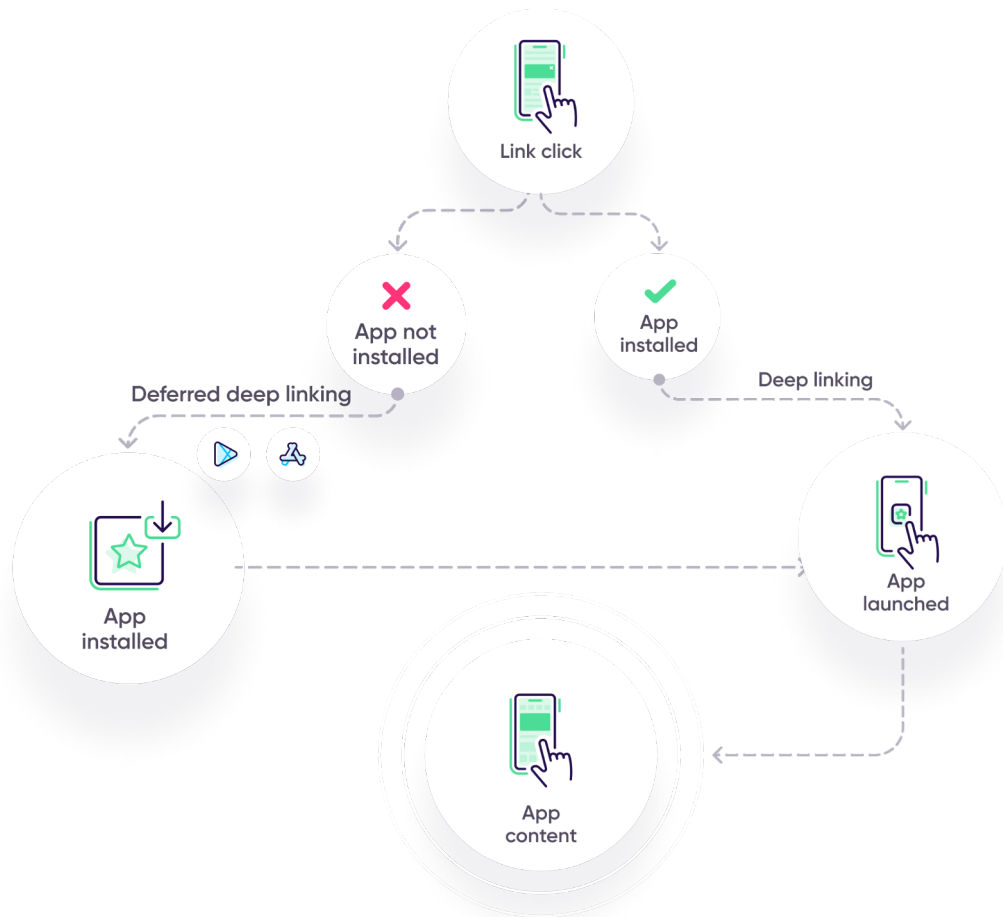 Link click
App not
installed
App
installed
Deferred deep linking
Deep linking
App
installed
App
launched
App
content